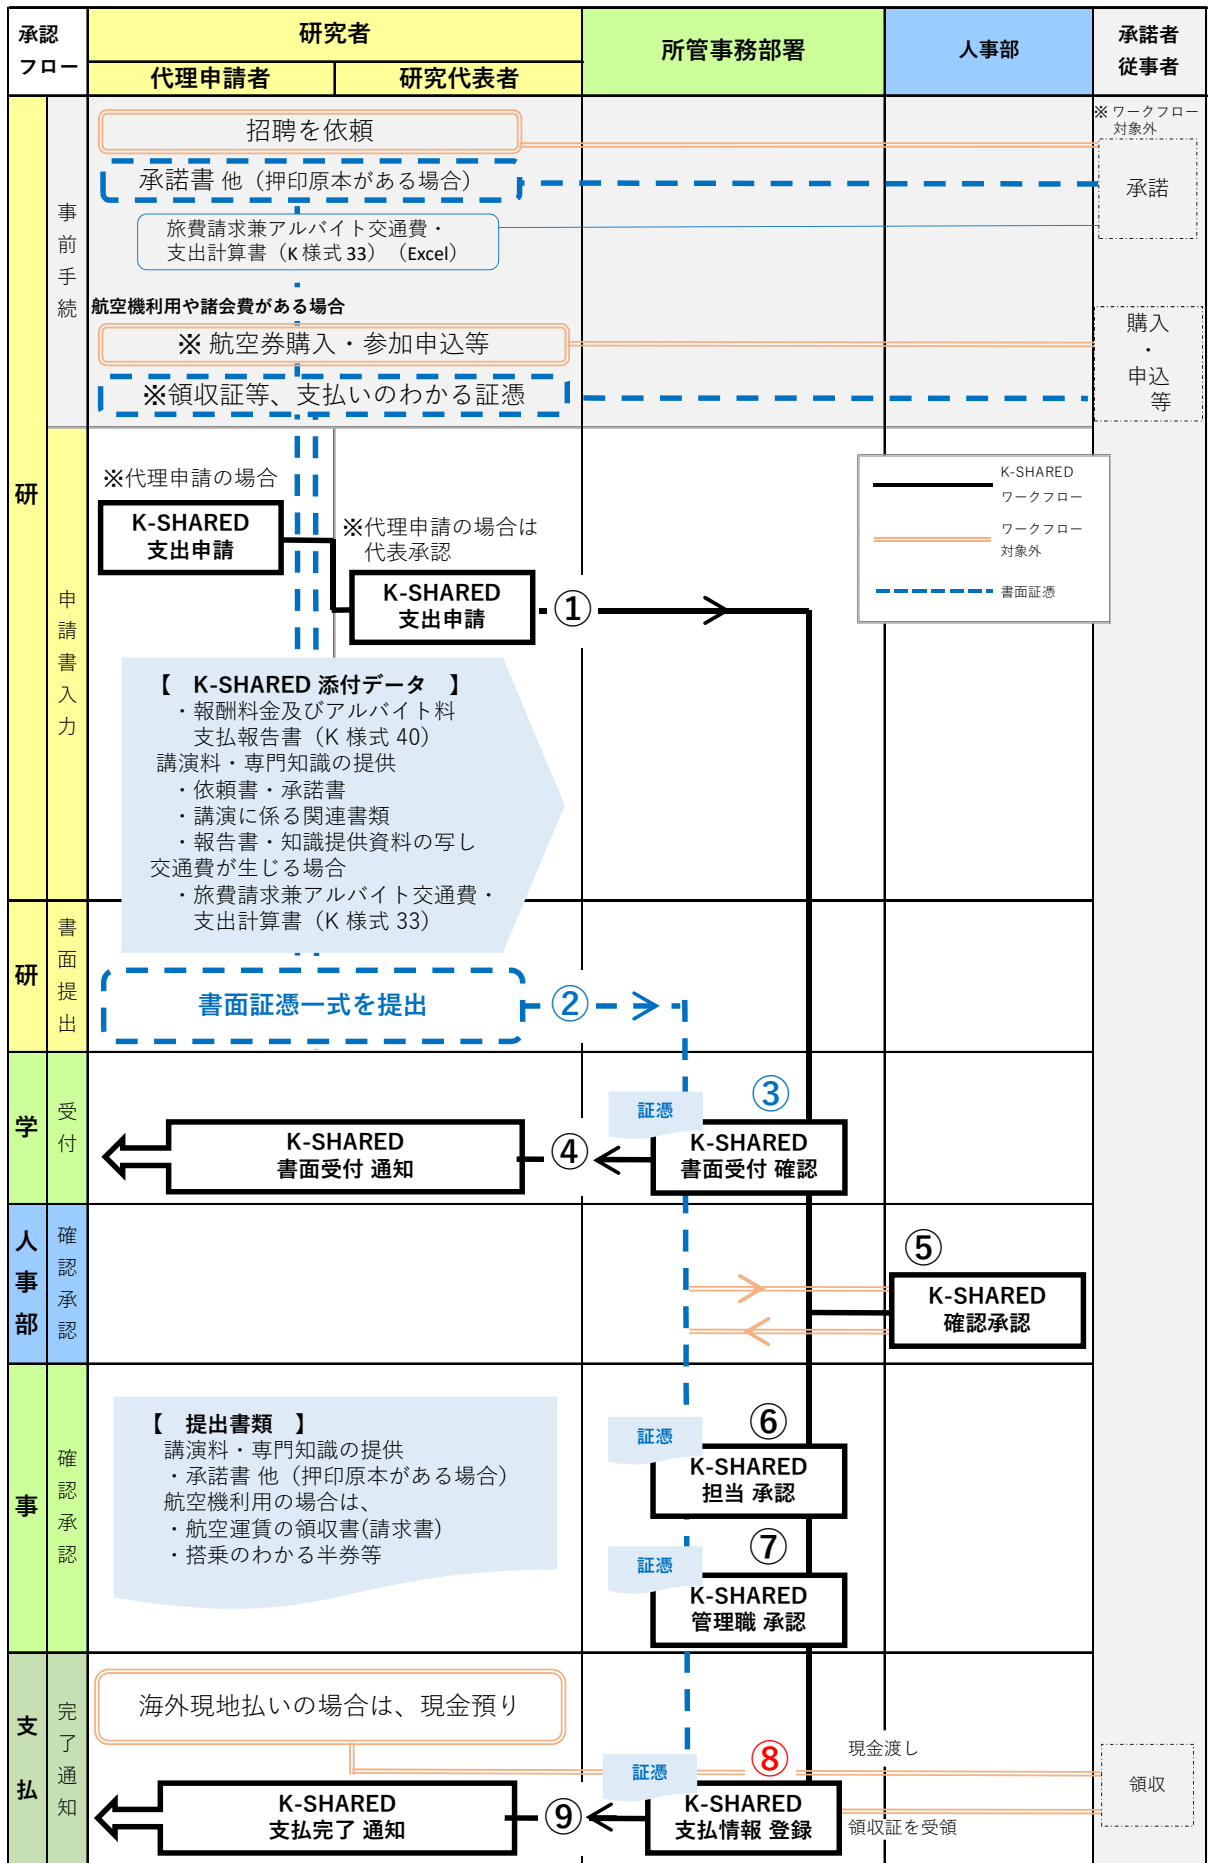 承認
フロー
研究者
代理申請者
研究代表者
所管事務部署
人事部
承諾者
従事者
研
事前手続
招聘を依頼
※ワークフロー
対象外
承諾書 他（押印原本がある場合）
承諾
旅費請求兼アルバイト交通費・
支出計算書（K 様式 33）（Excel）
航空機利用や諸会費がある場合
※ 航空券購入・参加申込等
購入
・
申込
等
※領収証等、支払いのわかる証憑
申請書入力
※代理申請の場合
K-SHARED
支出申請
※代理申請の場合は
代表承認
K-SHARED
支出申請
①
K-SHARED
ワークフロー
ワークフロー
対象外
書面証憑
【　K-SHARED 添付データ　】
・報酬料金及びアルバイト料
支払報告書（K 様式 40）
講演料・専門知識の提供
・依頼書・承諾書
・講演に係る関連書類
・報告書・知識提供資料の写し
交通費が生じる場合
・旅費請求兼アルバイト交通費・
支出計算書（K 様式 33）
研
書面提出
書面証憑一式を提出
②
学
受付
証憑
③
K-SHARED
書面受付 確認
④
K-SHARED
書面受付 通知
人事部
確認承認
⑤
K-SHARED
確認承認
事
確認承認
【　提出書類　】
講演料・専門知識の提供
・承諾書 他（押印原本がある場合）
航空機利用の場合は、
・航空運賃の領収書(請求書)
・搭乗のわかる半券等
証憑
⑥
K-SHARED
担当 承認
証憑
⑦
K-SHARED
管理職 承認
支払
完了通知
海外現地払いの場合は、現金預り
証憑
⑧
現金渡し
領収
K-SHARED
支払情報 登録
領収証を受領
⑨
K-SHARED
支払完了 通知